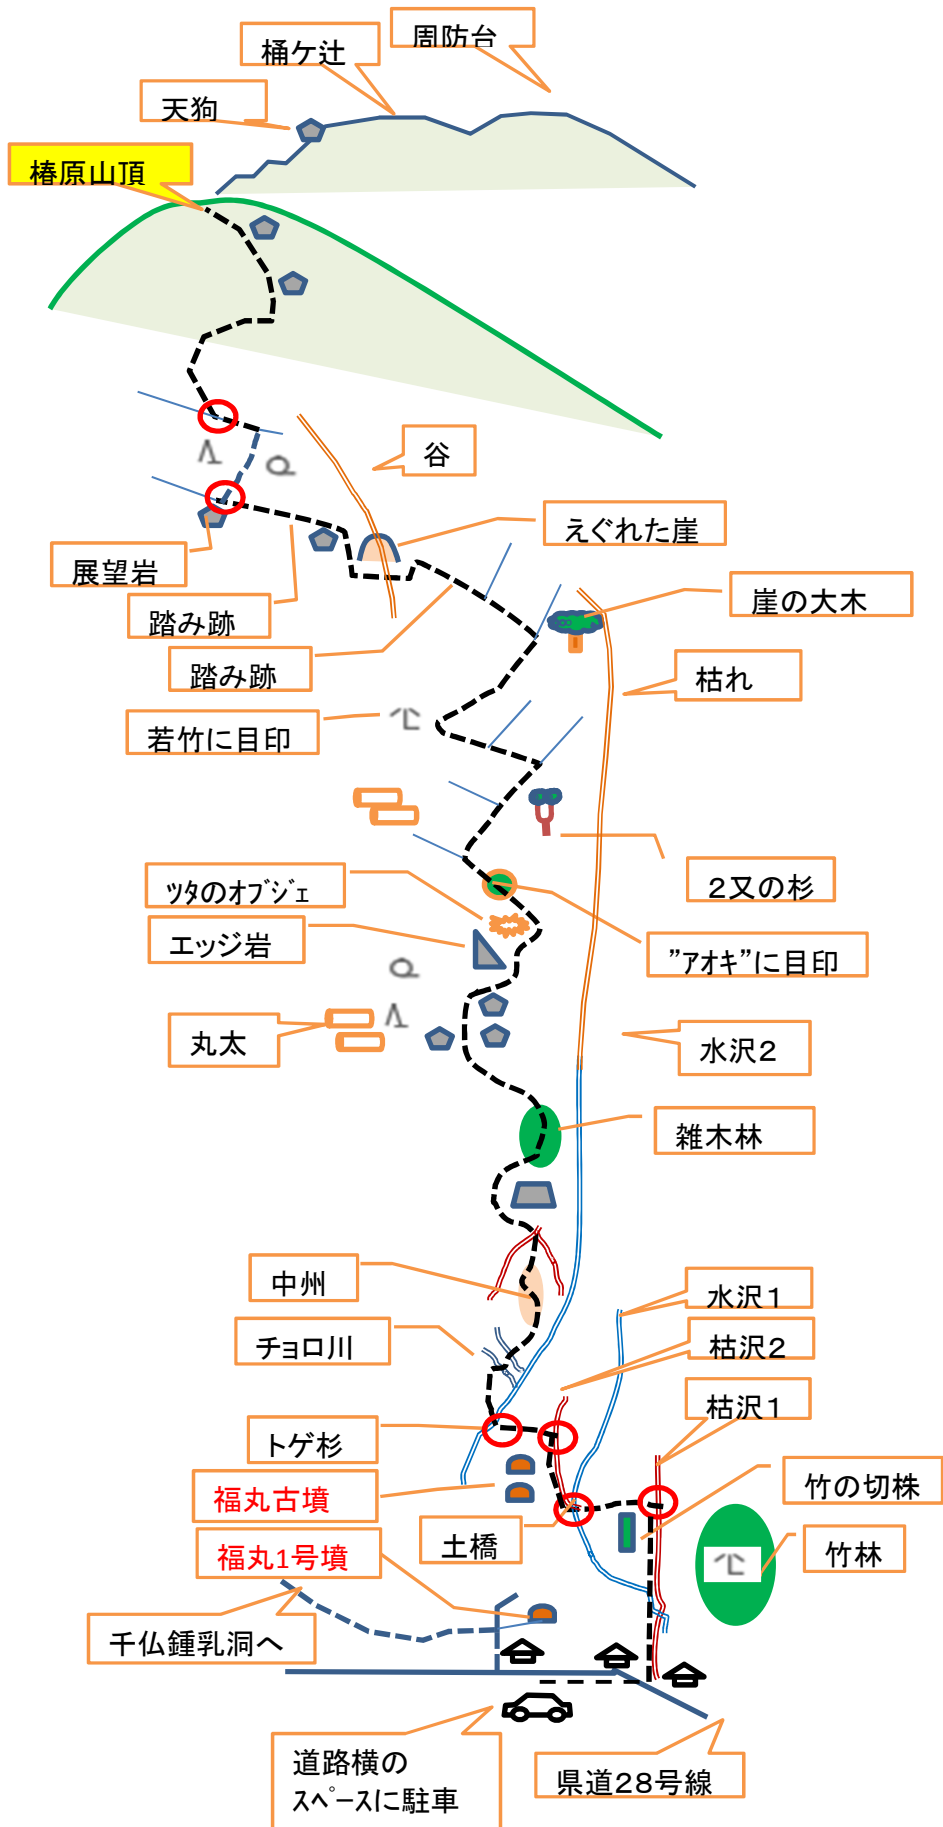 周防台
桶ケ辻
天狗
椿原山頂
谷
えぐれた崖
展望岩
崖の大木
踏み跡
踏み跡
枯れ
若竹に目印
ツタのオブジェ
2又の杉
エッジ岩
"アオキ"に目印
丸太
水沢2
雑木林
中州
水沢1
チョロ川
枯沢2
枯沢1
トゲ杉
竹の切株
福丸古墳
土橋
竹林
福丸1号墳
千仏鍾乳洞へ
道路横の
スペースに駐車
県道28号線